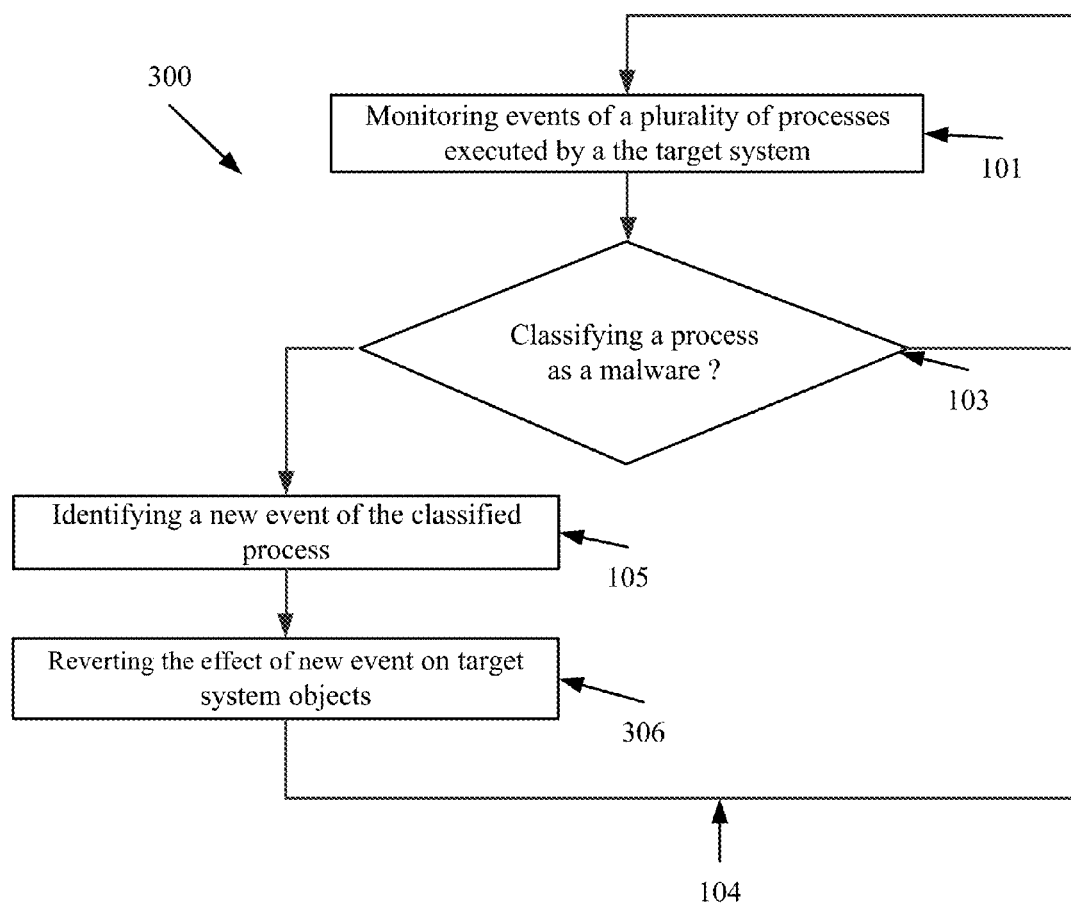 300
Monitoring events of a plurality of processes
executed by a the target system
101
Classifying a process
as a malware ?
103
Identifying a new event of the classified
process
105
Reverting the effect of new event on target
system objects
306
104